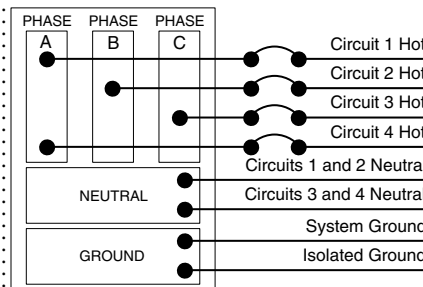 PHASE PHASE PHASE
A B C
Circuit 1 Hot
Circuit 2 Hot
Circuit 3 Hot
Circuit 4 Hot
Circuits 1 and 2 Neutral
NEUTRAL
Circuits 3 and 4 Neutral
System Ground
GROUND
Isolated Ground